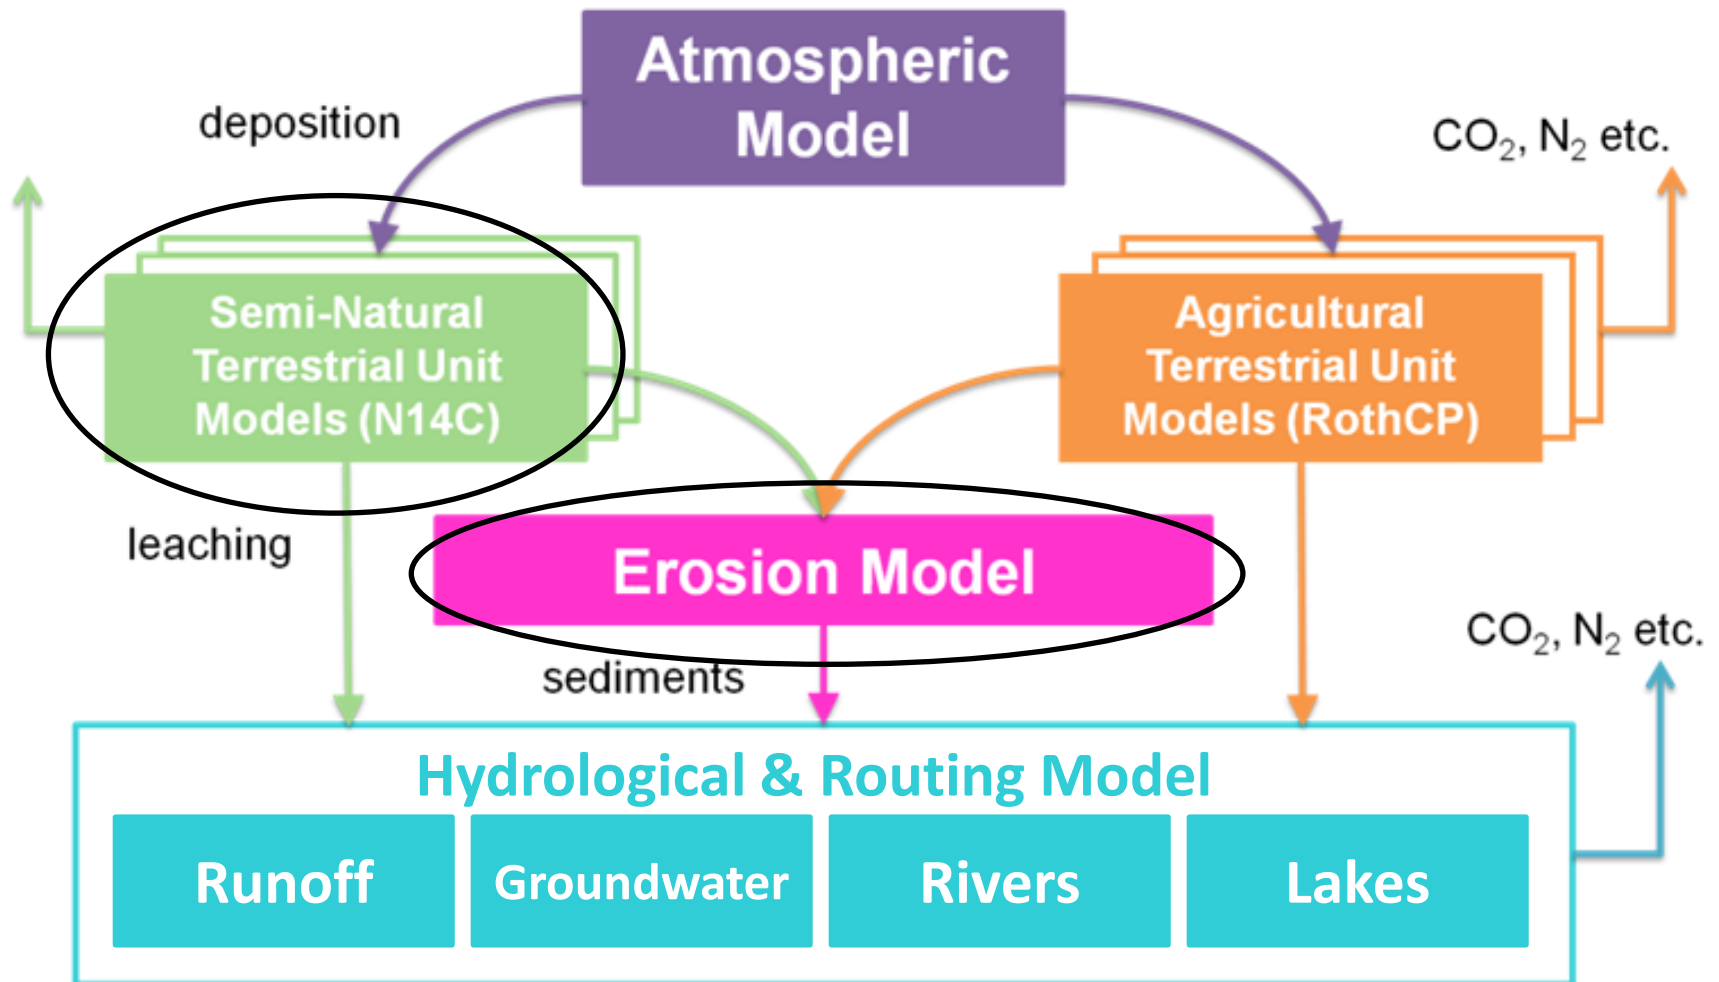 Atmospheric
Model
deposition
CO₂, N₂ etc.
Semi-Natural
Terrestrial Unit
Models (N14C)
Agricultural
Terrestrial Unit
Models (RothCP)
leaching
Erosion Model
CO₂, N₂ etc.
sediments
Hydrological & Routing Model
Runoff
Groundwater
Rivers
Lakes